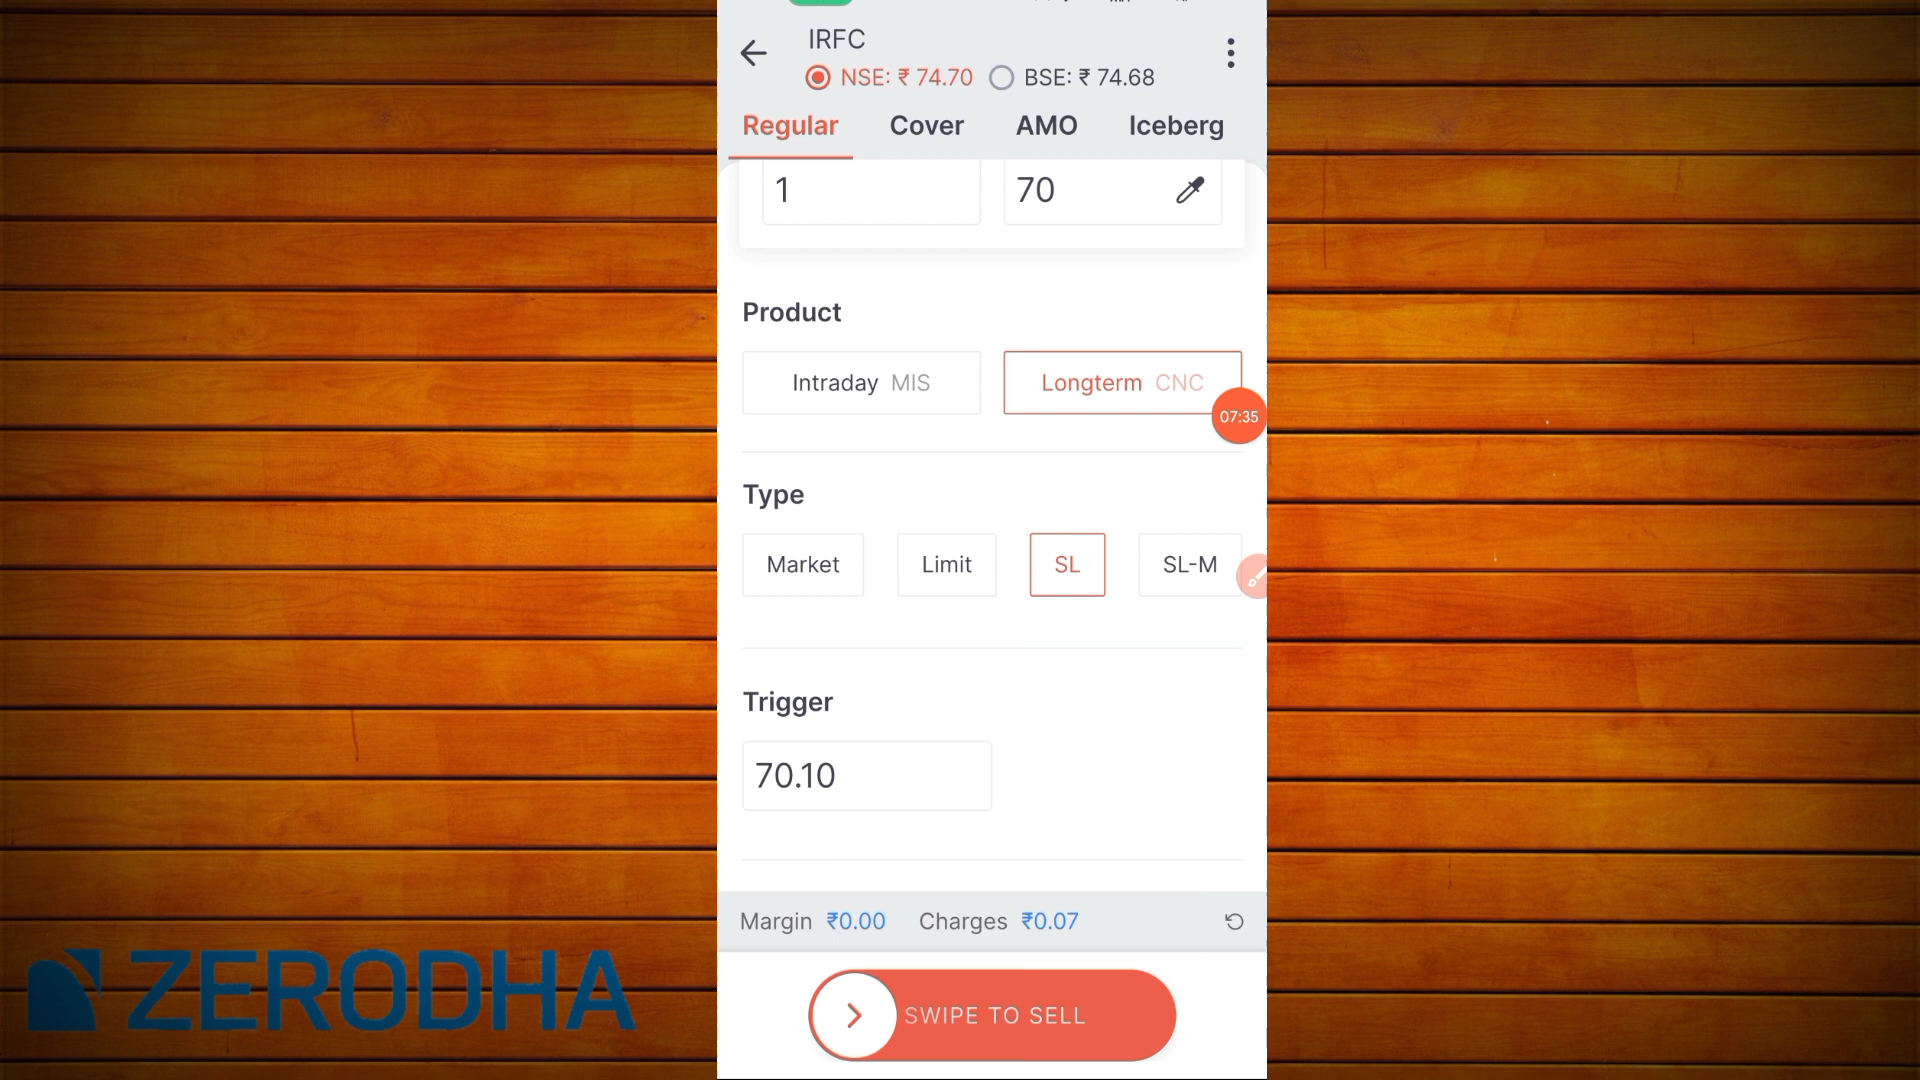 IRFC
NSE: ₹ 74.70 BSE: ₹ 74.68
Regular Cover AMO Iceberg
1 70
Product
Intraday MIS Longterm CNC
07:35
Type
Market Limit SL SL-M
Trigger
70.10
Margin ₹0.00 Charges ₹0.07
SWIPE TO SELL
ZERODHA